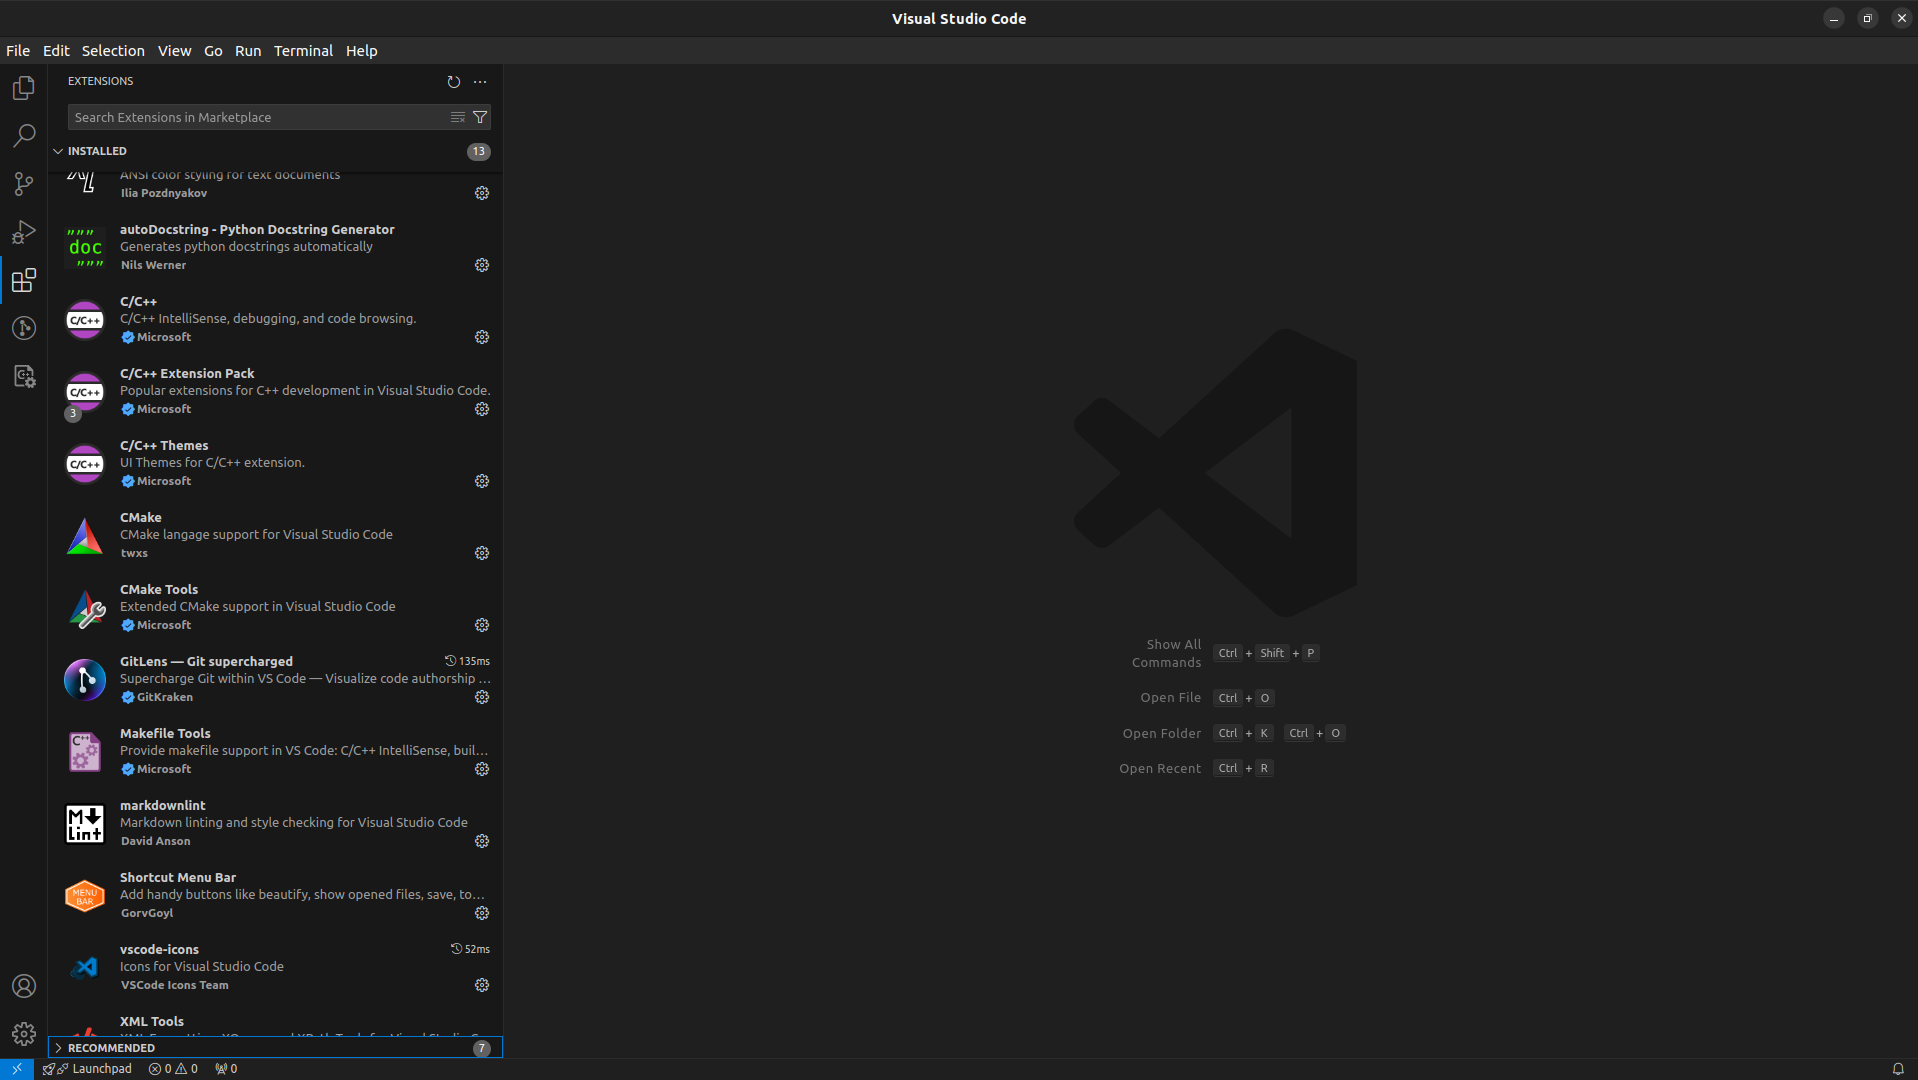 Visual Studio Code
File Edit Selection View Go Run Terminal Help
EXTENSIONS
Search Extensions in Marketplace
INSTALLED 13
ANSI color styling for text documents
Ilia Pozdnyakov
autoDocstring - Python Docstring Generator
Generates python docstrings automatically
Nils Werner
C/C++
C/C++ IntelliSense, debugging, and code browsing.
Microsoft
C/C++ Extension Pack
Popular extensions for C++ development in Visual Studio Code.
3 Microsoft
C/C++ Themes
UI Themes for C/C++ extension.
Microsoft
CMake
CMake langage support for Visual Studio Code
twxs
CMake Tools
Extended CMake support in Visual Studio Code
Microsoft
GitLens — Git supercharged 135ms
Supercharge Git within VS Code — Visualize code authorship ...
GitKraken
Makefile Tools
Provide makefile support in VS Code: C/C++ IntelliSense, buil...
Microsoft
markdownlint
Markdown linting and style checking for Visual Studio Code
David Anson
Shortcut Menu Bar
Add handy buttons like beautify, show opened files, save, to...
GorvGoyl
vscode-icons 52ms
Icons for Visual Studio Code
VSCode Icons Team
XML Tools
RECOMMENDED 7
Launchpad 0 0 0
Show All
Commands Ctrl + Shift + P
Open File Ctrl + O
Open Folder Ctrl + K Ctrl + O
Open Recent Ctrl + R